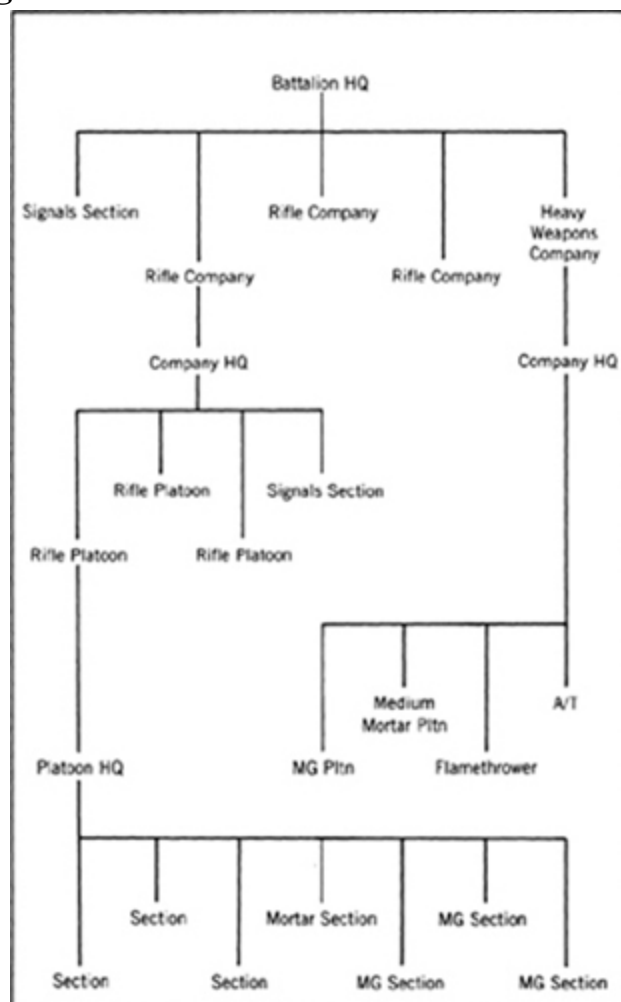 Battalion HQ
Signals Section
Rifle Company
Heavy
Weapons
Company
Rifle Company
Rifle Company
Company HQ
Company HQ
Rifle Platoon
Signals Section
Rifle Platoon
Rifle Platoon
Medium
Mortar Pltn
A/T
Platoon HQ
MG Pltn
Flamethrower
Section
Mortar Section
MG Section
Section
Section
MG Section
MG Section